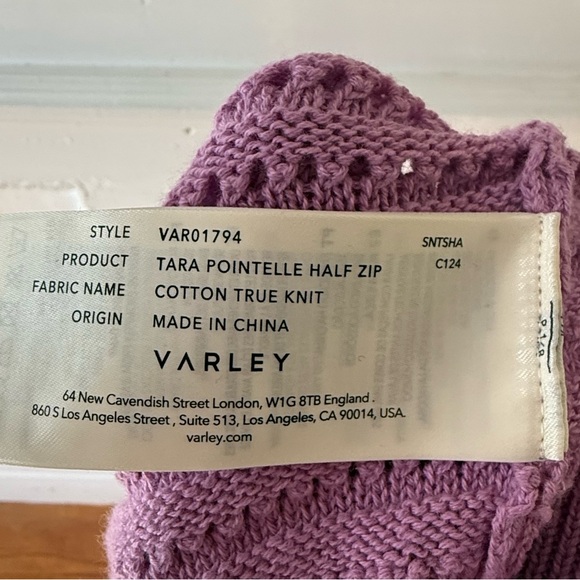 STYLE VAR01794 SNTSHA
PRODUCT TARA POINTELLE HALF ZIP C124
FABRIC NAME COTTON TRUE KNIT
ORIGIN MADE IN CHINA
VARLEY
64 New Cavendish Street London, W1G 8TB England .
860 S Los Angeles Street , Suite 513, Los Angeles, CA 90014, USA.
varley.com